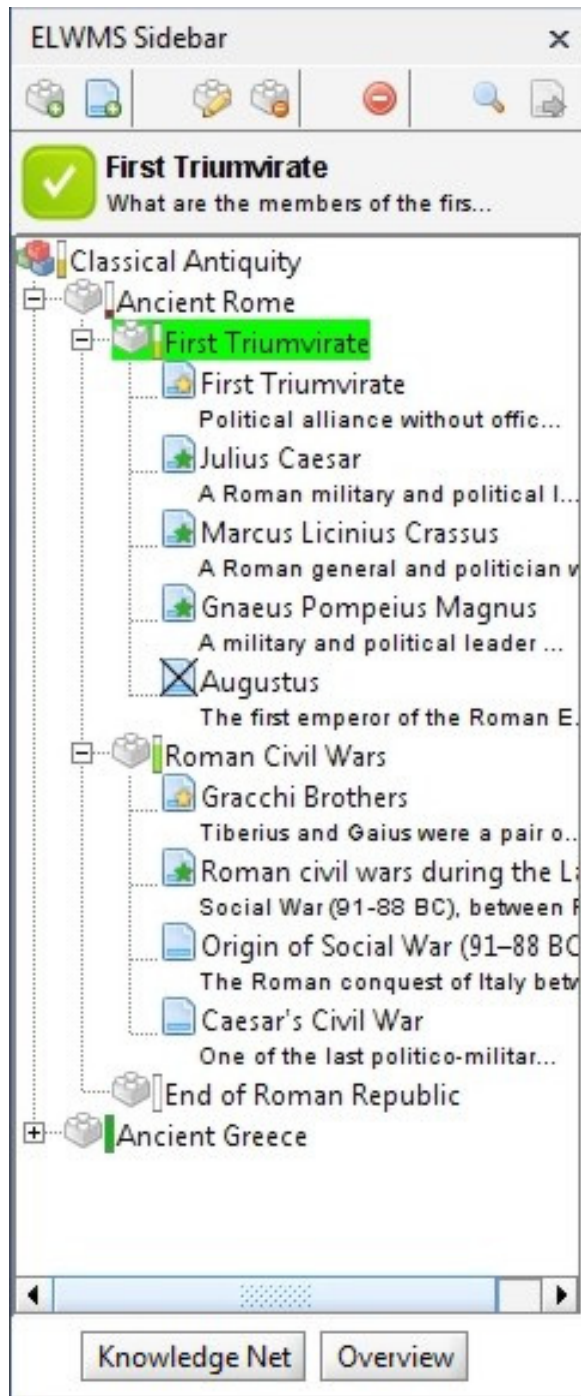 ELWMS Sidebar
First Triumvirate
What are the members of the firs...
Classical Antiquity
Ancient Rome
First Triumvirate
First Triumvirate
Political alliance without offic...
Julius Caesar
A Roman military and political l...
Marcus Licinius Crassus
A Roman general and politician
Gnaeus Pompeius Magnus
A military and political leader ...
Augustus
The first emperor of the Roman E.
Roman Civil Wars
Gracchi Brothers
Tiberius and Gaius were a pair o..
Roman civil wars during the
Social War (91-88 BC), between
Origin of Social War (91–88 BC
The Roman conquest of Italy
Caesar's Civil War
One of the last politico-militar...
End of Roman Republic
Ancient Greece
Knowledge Net Overview